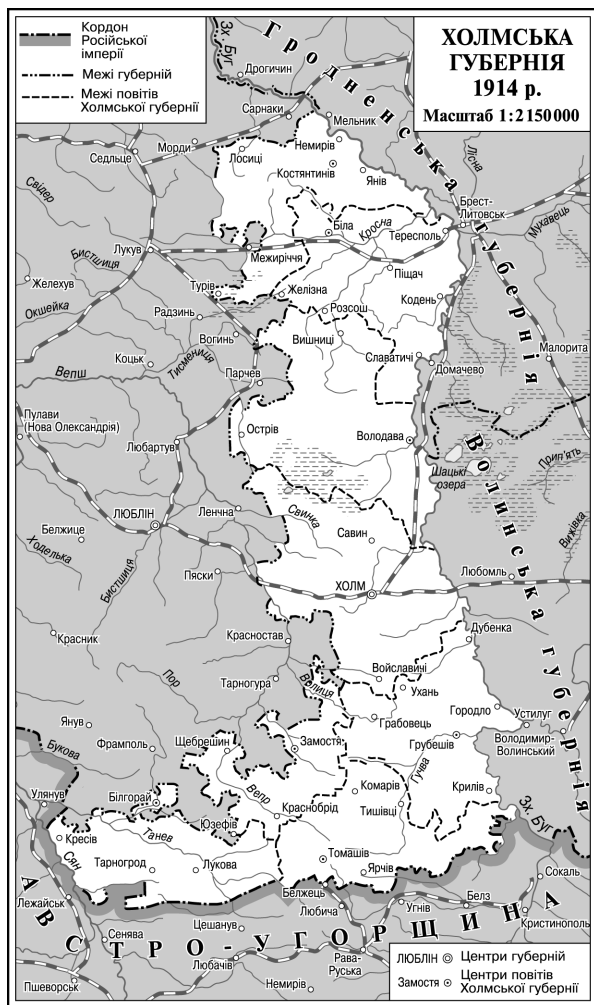 Кордон
Російської
імперії
Межі губерній
Межі повітів
Холмської губернії
ХОЛМСЬКА
ГУБЕРНІЯ
1914 р.
Масштаб 1:2 150 000
Зх. Буг
Гродненська губернія
Дрогичин
Сарнаки
Мельник
Морди
Седльце
Лосиці
Немирів
Костянтинів
Янів
Лісна
Брест-
Литовськ
Мухавець
Свідер
Біла
Кросна
Тересполь
Лукув
Межиріччя
Бистшиця
Піщач
Желехув
Турів
Желізна
Кодень
Окшейка
Радзинь
Розсош
Вогинь
Вишниці
Малорита
Коцьк
Тисмениця
Славатичі
Домачево
Вепш
Парчев
Пулави
(Нова Олександрія)
Острів
Володава
Любартув
Шацькі
озера
Прип'ять
Волинська губернія
ЛЮБЛІН
Ленчна
Свинка
Белжице
Савин
Вижівка
Ходелька
Бистшиця
Пяски
ХОЛМ
Любомль
Красник
Красностав
Дубенка
Пор
Тарногура
Войславичі
Волиця
Ухань
Янув
Грабовець
Городло
Устилуг
Фрамполь
Щебрешин
Замостя
Грубешів
Володимир-
Волинський
Букова
Гучва
Улянув
Білгорай
Вепр
Комарів
Крилів
Краснобрід
Тишівці
Юзефів
Зх. Буг
Кресів
Танев
Сян
Тарногрод
Лукова
Томашів
Ярчів
Белжець
Сокаль
Лежайськ
Любича
Угнів
Белз
Кристинополь
АВСТРО-УГОРЩИНА
Цешанув
Сенява
Любачів
Рава-
Руська
Пшеворськ
Немирів
ЛЮБЛІН Центри губерній
Замостя Центри повітів
Холмської губернії